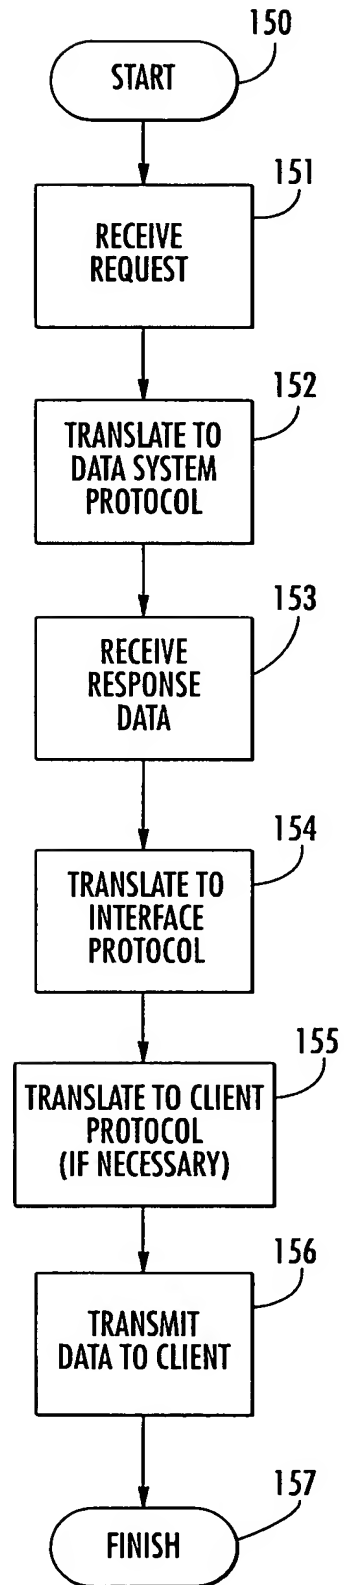 150
START
151
RECEIVE
REQUEST
152
TRANSLATE TO
DATA SYSTEM
PROTOCOL
153
RECEIVE
RESPONSE
DATA
154
TRANSLATE TO
INTERFACE
PROTOCOL
155
TRANSLATE TO CLIENT
PROTOCOL
(IF NECESSARY)
156
TRANSMIT
DATA TO CLIENT
157
FINISH